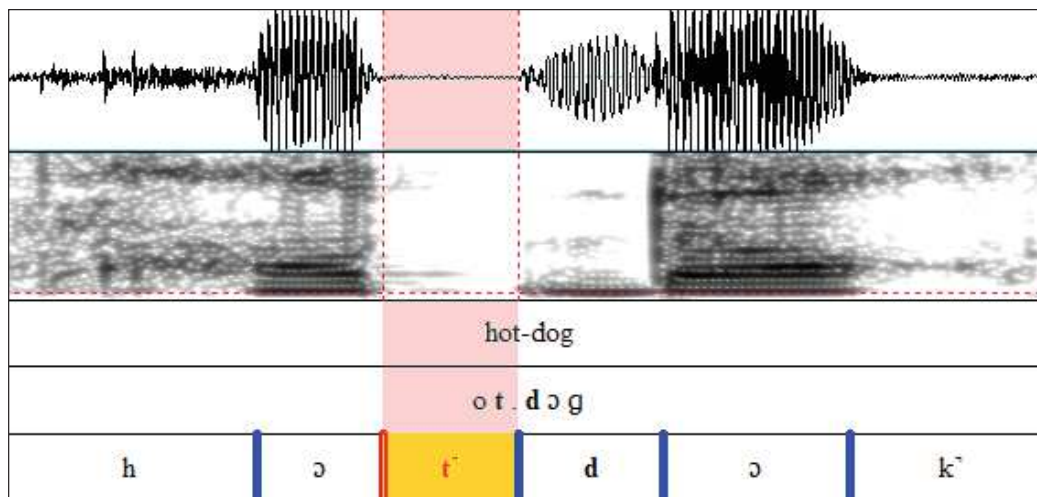 hot-dog
o t . d ɔ ɡ
h ɔ t̚ d ɔ k̚